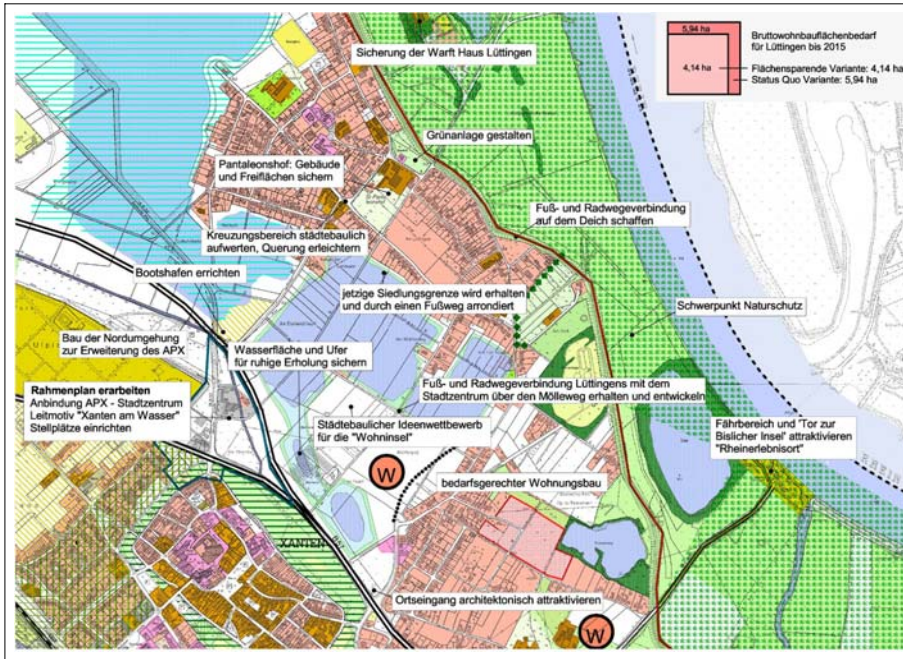 Sicherung der Warft Haus Lüttingen
5,94 ha
4,14 ha
Bruttowohnbauflächenbedarf
für Lüttingen bis 2015
Flächensparende Variante: 4,14 ha
Status Quo Variante: 5,94 ha
Grünanlage gestalten
Pantaleonshof: Gebäude
und Freiflächen sichern
Fuß- und Radwegeverbindung
auf dem Deich schaffen
Kreuzungsbereich städtebaulich
aufwerten, Querung erleichtern
Bootshafen errichten
jetzige Siedlungsgrenze wird erhalten
und durch einen Fußweg arrondiert
Schwerpunkt Naturschutz
Bau der Nordumgehung
zur Erweiterung des APX
Wasserfläche und Ufer
für ruhige Erholung sichern
Rahmenplan erarbeiten
Anbindung APX - Stadtzentrum
Leitmotiv "Xanten am Wasser"
Stellplätze einrichten
Fuß- und Radwegeverbindung Lüttingens mit dem
Stadtzentrum über den Mölleweg erhalten und entwickeln
Städtebaulicher Ideenwettbewerb
für die "Wohninsel"
Fährbereich und 'Tor zur
Bislicher Insel' attraktivieren
"Rheinerlebnisort"
W
bedarfsgerechter Wohnungsbau
XANTEN
Ortseingang architektonisch attraktivieren
W